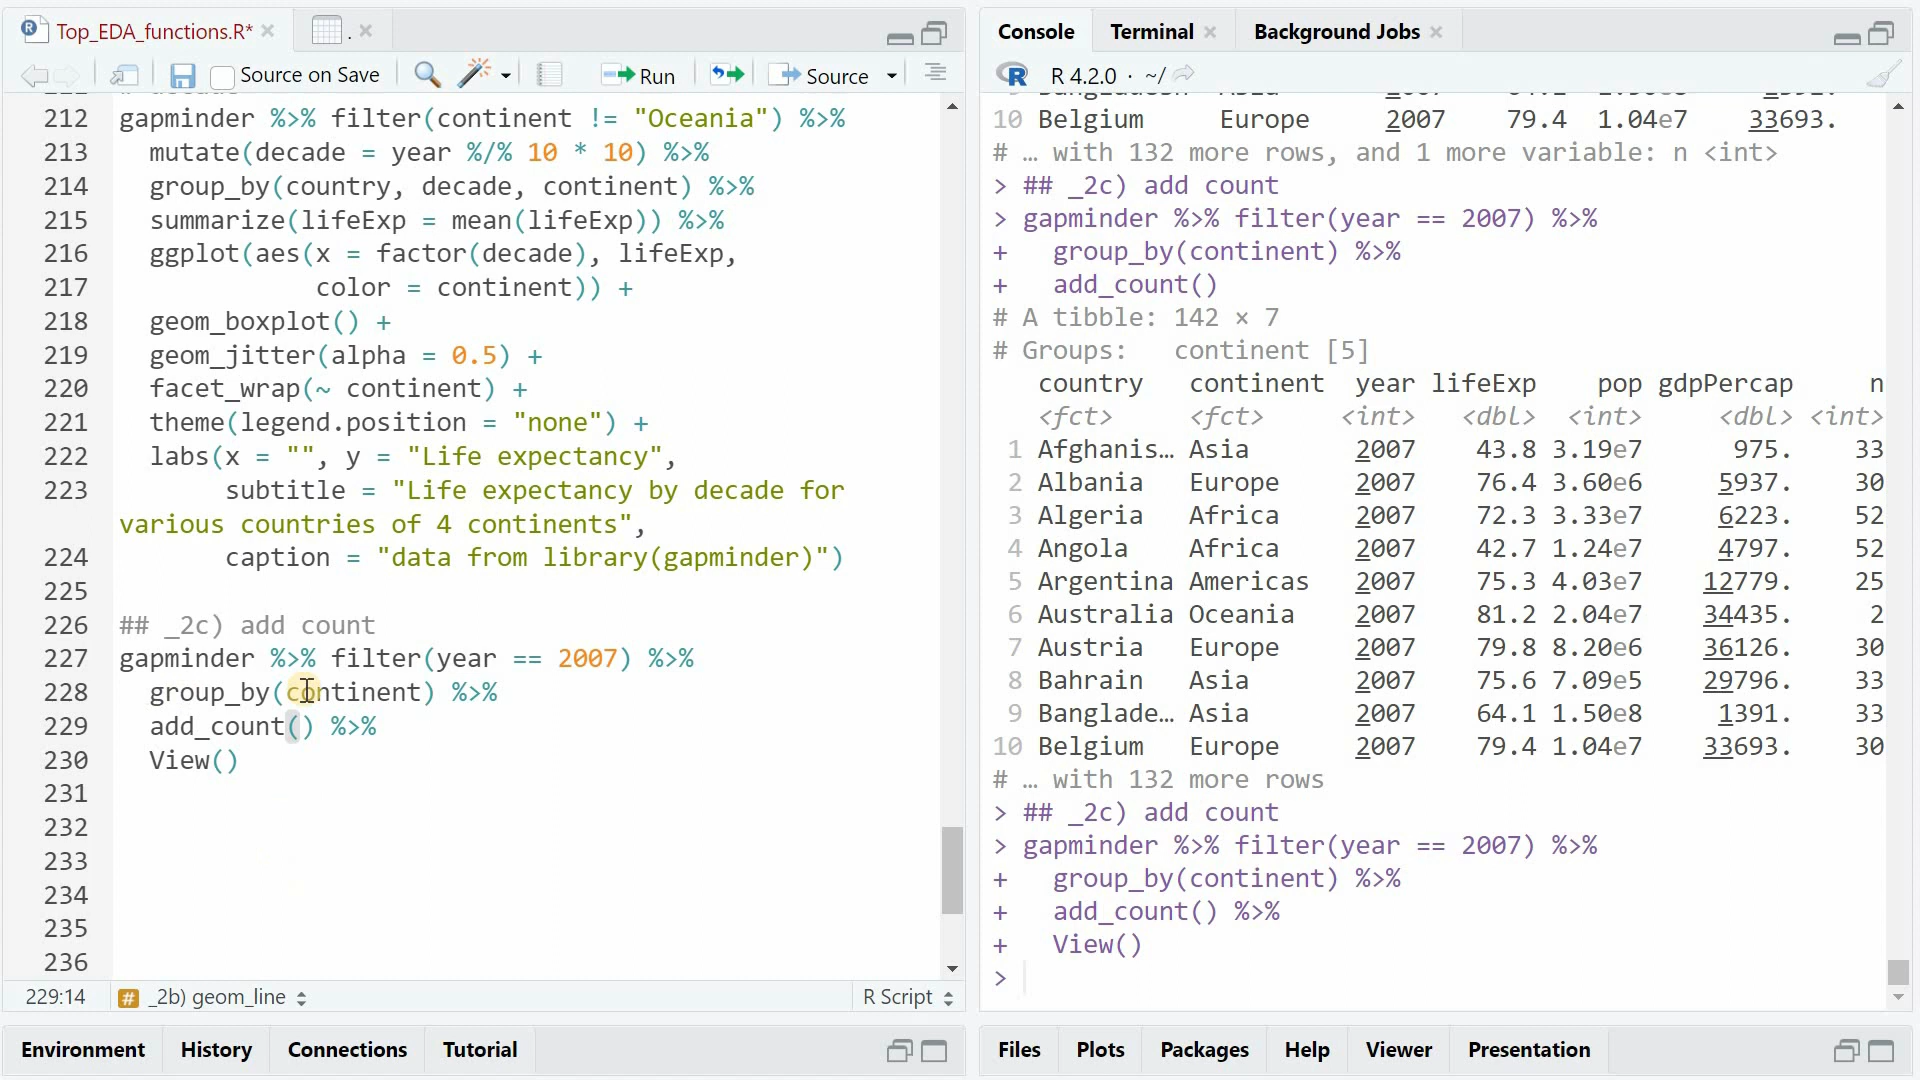 Top_EDA_functions.R*
.
Source on Save
Run
Source
212 gapminder %>% filter(continent != "Oceania") %>%
213 mutate(decade = year %/% 10 * 10) %>%
214 group_by(country, decade, continent) %>%
215 summarize(lifeExp = mean(lifeExp)) %>%
216 ggplot(aes(x = factor(decade), lifeExp,
217 color = continent)) +
218 geom_boxplot() +
219 geom_jitter(alpha = 0.5) +
220 facet_wrap(~ continent) +
221 theme(legend.position = "none") +
222 labs(x = "", y = "Life expectancy",
223 subtitle = "Life expectancy by decade for
various countries of 4 continents",
224 caption = "data from library(gapminder)")
225
226 ## _2c) add count
227 gapminder %>% filter(year == 2007) %>%
228 group_by(continent) %>%
229 add_count() %>%
230 View()
231
232
233
234
235
236
229:14 # _2b) geom_line R Script
Environment History Connections Tutorial
Console Terminal Background Jobs
R 4.2.0 · ~/
10 Belgium Europe 2007 79.4 1.04e7 33693.
# … with 132 more rows, and 1 more variable: n <int>
> ## _2c) add count
> gapminder %>% filter(year == 2007) %>%
+ group_by(continent) %>%
+ add_count()
# A tibble: 142 × 7
# Groups: continent [5]
country continent year lifeExp pop gdpPercap n
<fct> <fct> <int> <dbl> <int> <dbl> <int>
1 Afghanis… Asia 2007 43.8 3.19e7 975. 33
2 Albania Europe 2007 76.4 3.60e6 5937. 30
3 Algeria Africa 2007 72.3 3.33e7 6223. 52
4 Angola Africa 2007 42.7 1.24e7 4797. 52
5 Argentina Americas 2007 75.3 4.03e7 12779. 25
6 Australia Oceania 2007 81.2 2.04e7 34435. 2
7 Austria Europe 2007 79.8 8.20e6 36126. 30
8 Bahrain Asia 2007 75.6 7.09e5 29796. 33
9 Banglade… Asia 2007 64.1 1.50e8 1391. 33
10 Belgium Europe 2007 79.4 1.04e7 33693. 30
# … with 132 more rows
> ## _2c) add count
> gapminder %>% filter(year == 2007) %>%
+ group_by(continent) %>%
+ add_count() %>%
+ View()
>
Files Plots Packages Help Viewer Presentation